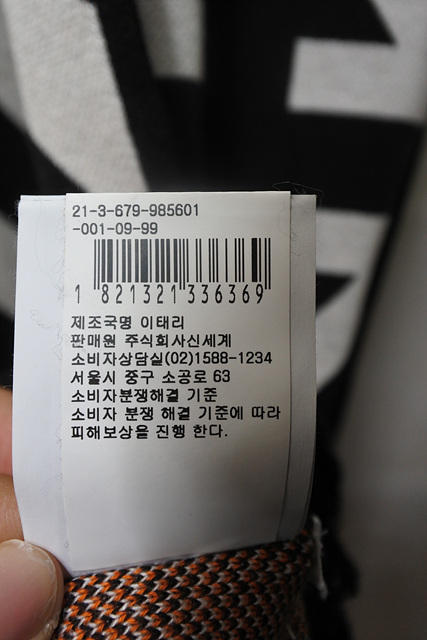 21-3-679-985601
-001-09-99
1 821321 336369
제조국명 이태리
판매원 주식회사신세계
소비자상담실(02)1588-1234
서울시 중구 소공로 63
소비자분쟁해결 기준
소비자 분쟁 해결 기준에 따라
피해보상을 진행 한다.